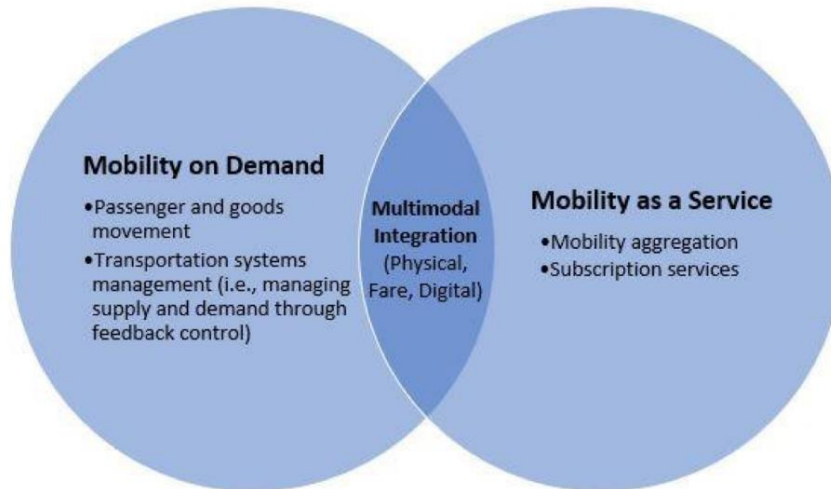 Mobility on Demand
•Passenger and goods
movement
•Transportation systems
management (i.e., managing
supply and demand through
feedback control)
Multimodal
Integration
(Physical,
Fare, Digital)
Mobility as a Service
•Mobility aggregation
•Subscription services